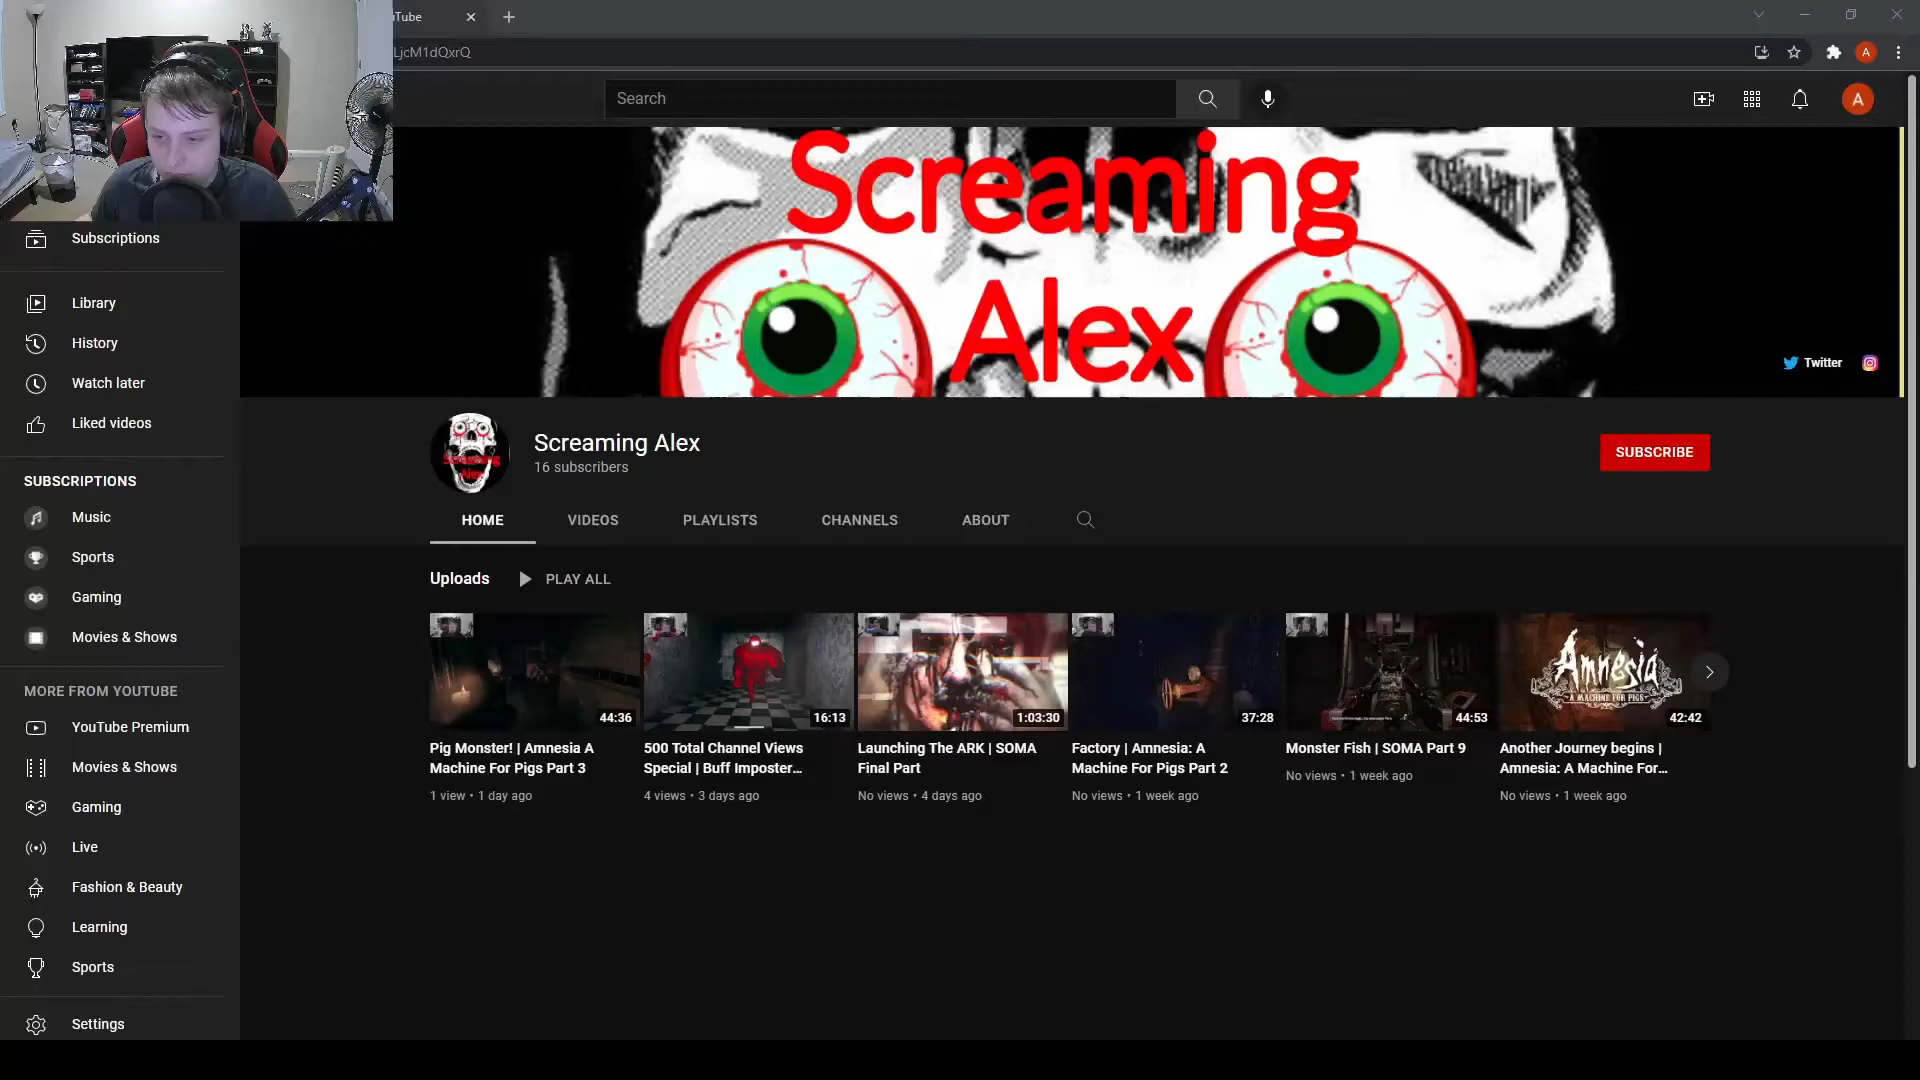 uTube
LjcM1dQxrQ
A
Search
A
Screaming
Alex
Twitter
Subscriptions
Library
History
Watch later
Liked videos
SUBSCRIPTIONS
Music
Sports
Gaming
Movies & Shows
MORE FROM YOUTUBE
YouTube Premium
Movies & Shows
Gaming
Live
Fashion & Beauty
Learning
Sports
Settings
Screaming Alex
16 subscribers
SUBSCRIBE
HOME VIDEOS PLAYLISTS CHANNELS ABOUT
Uploads PLAY ALL
44:36
Pig Monster! | Amnesia A
Machine For Pigs Part 3
1 view • 1 day ago
16:13
500 Total Channel Views
Special | Buff Imposter...
4 views • 3 days ago
1:03:30
Launching The ARK | SOMA
Final Part
No views • 4 days ago
37:28
Factory | Amnesia: A
Machine For Pigs Part 2
No views • 1 week ago
44:53
Monster Fish | SOMA Part 9
No views • 1 week ago
Amnesia
A MACHINE FOR PIGS
42:42
Another Journey begins |
Amnesia: A Machine For...
No views • 1 week ago